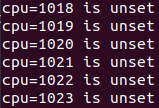 cpu=1018 is unset
cpu=1019 is unset
cpu=1020 is unset
cpu=1021 is unset
cpu=1022 is unset
cpu=1023 is unset